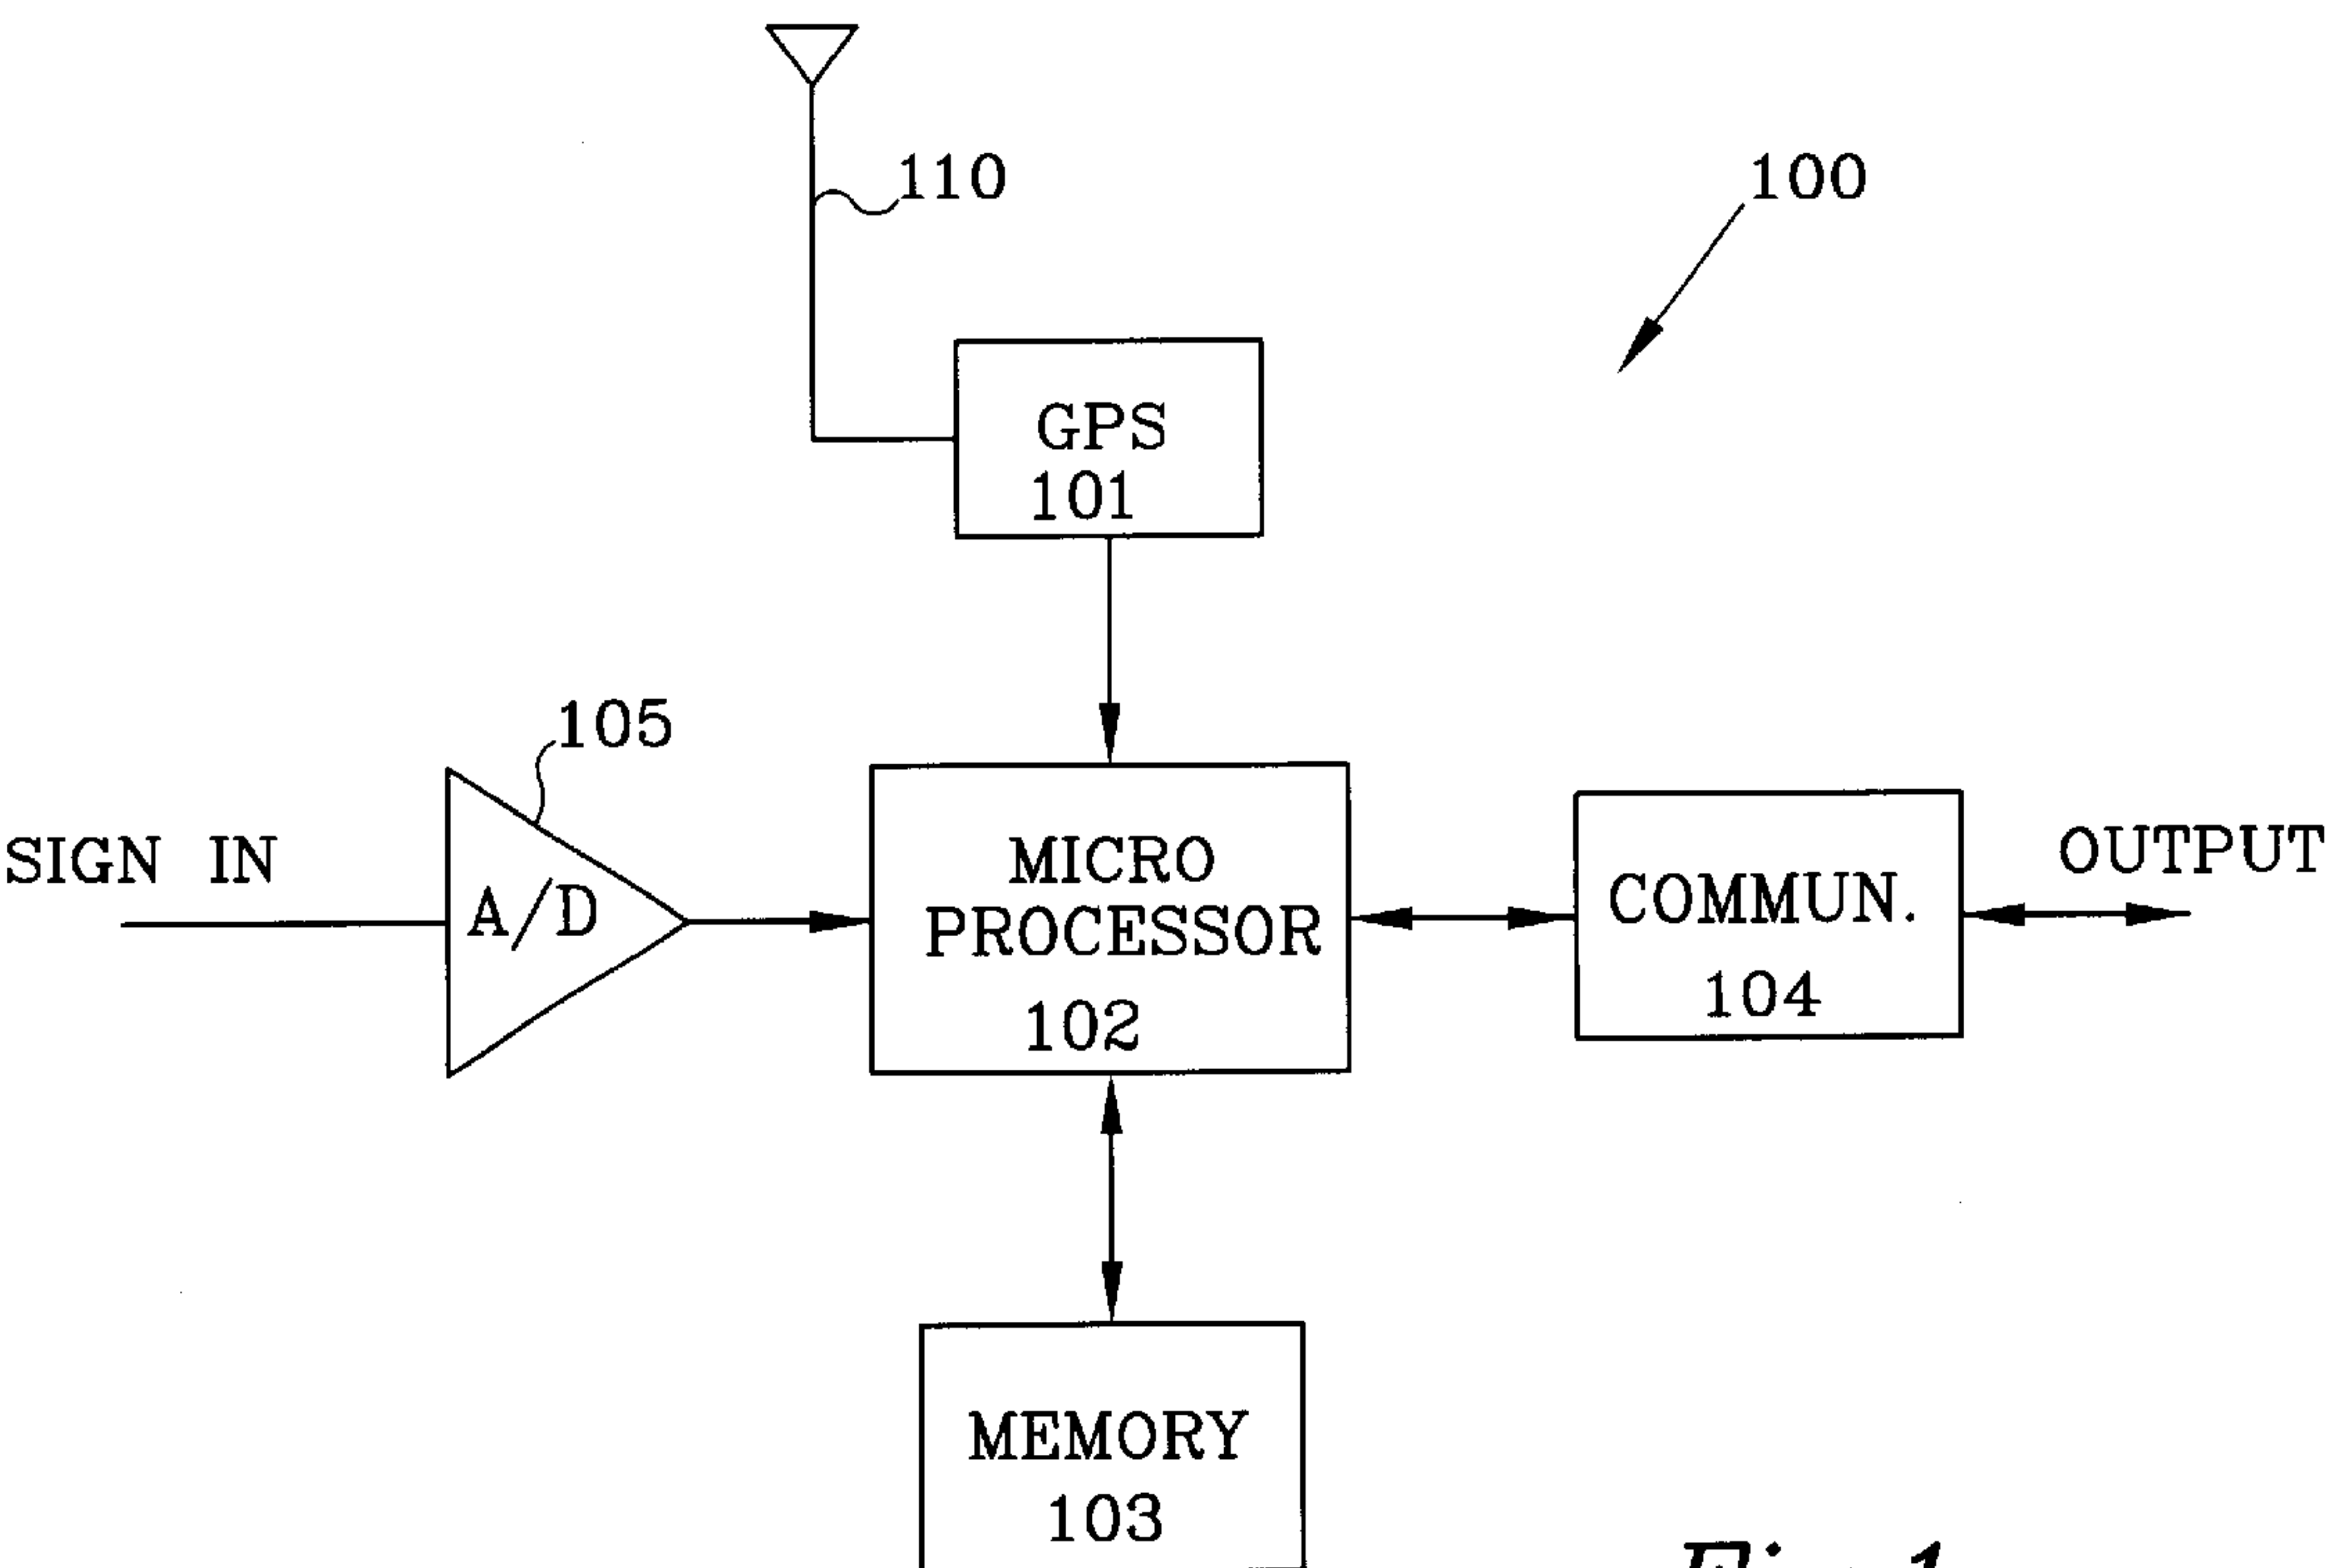 110
100
GPS
101
105
SIGN IN
A/D
MICRO
PROCESSOR
102
COMMUN.
104
OUTPUT
MEMORY
103